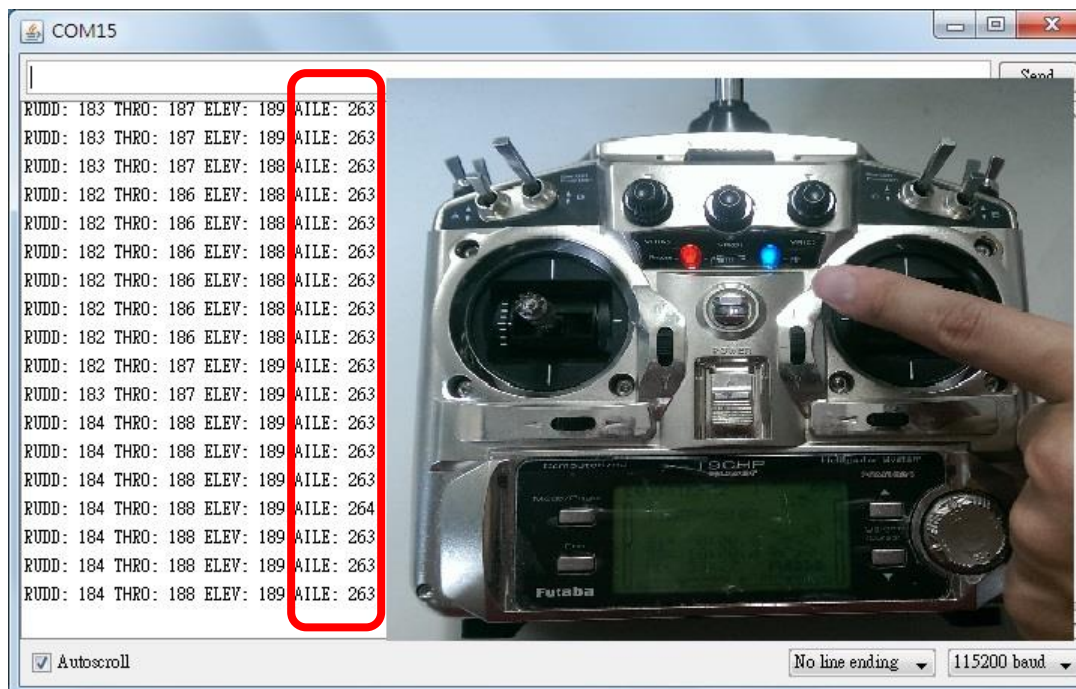 COM15
Send
RUDD: 183 THRO: 187 ELEV: 189 AILE: 263
RUDD: 183 THRO: 187 ELEV: 189 AILE: 263
RUDD: 183 THRO: 187 ELEV: 188 AILE: 263
RUDD: 182 THRO: 186 ELEV: 188 AILE: 263
RUDD: 182 THRO: 186 ELEV: 188 AILE: 263
RUDD: 182 THRO: 186 ELEV: 188 AILE: 263
RUDD: 182 THRO: 186 ELEV: 188 AILE: 263
RUDD: 182 THRO: 186 ELEV: 188 AILE: 263
RUDD: 182 THRO: 186 ELEV: 188 AILE: 263
RUDD: 182 THRO: 187 ELEV: 189 AILE: 263
RUDD: 183 THRO: 187 ELEV: 189 AILE: 263
RUDD: 184 THRO: 188 ELEV: 189 AILE: 263
RUDD: 184 THRO: 188 ELEV: 189 AILE: 263
RUDD: 184 THRO: 188 ELEV: 189 AILE: 263
RUDD: 184 THRO: 188 ELEV: 189 AILE: 264
RUDD: 184 THRO: 188 ELEV: 189 AILE: 263
RUDD: 184 THRO: 188 ELEV: 189 AILE: 263
RUDD: 184 THRO: 188 ELEV: 189 AILE: 263
POWER
Futaba
Autoscroll
No line ending
115200 baud